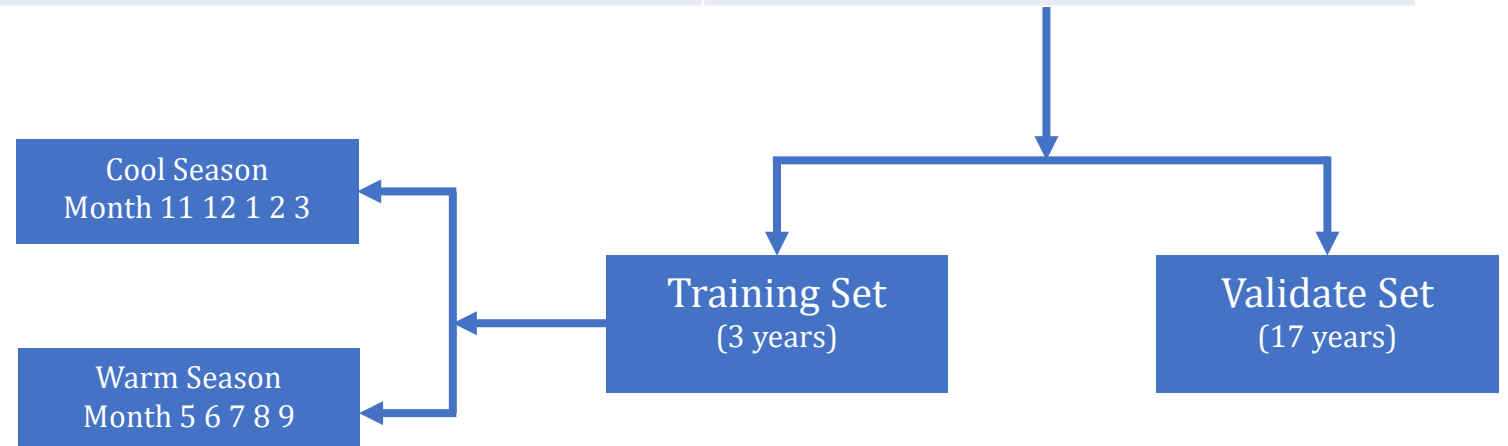 Cool Season
Month 11 12 1 2 3
Training Set
(3 years)
Validate Set
(17 years)
Warm Season
Month 5 6 7 8 9